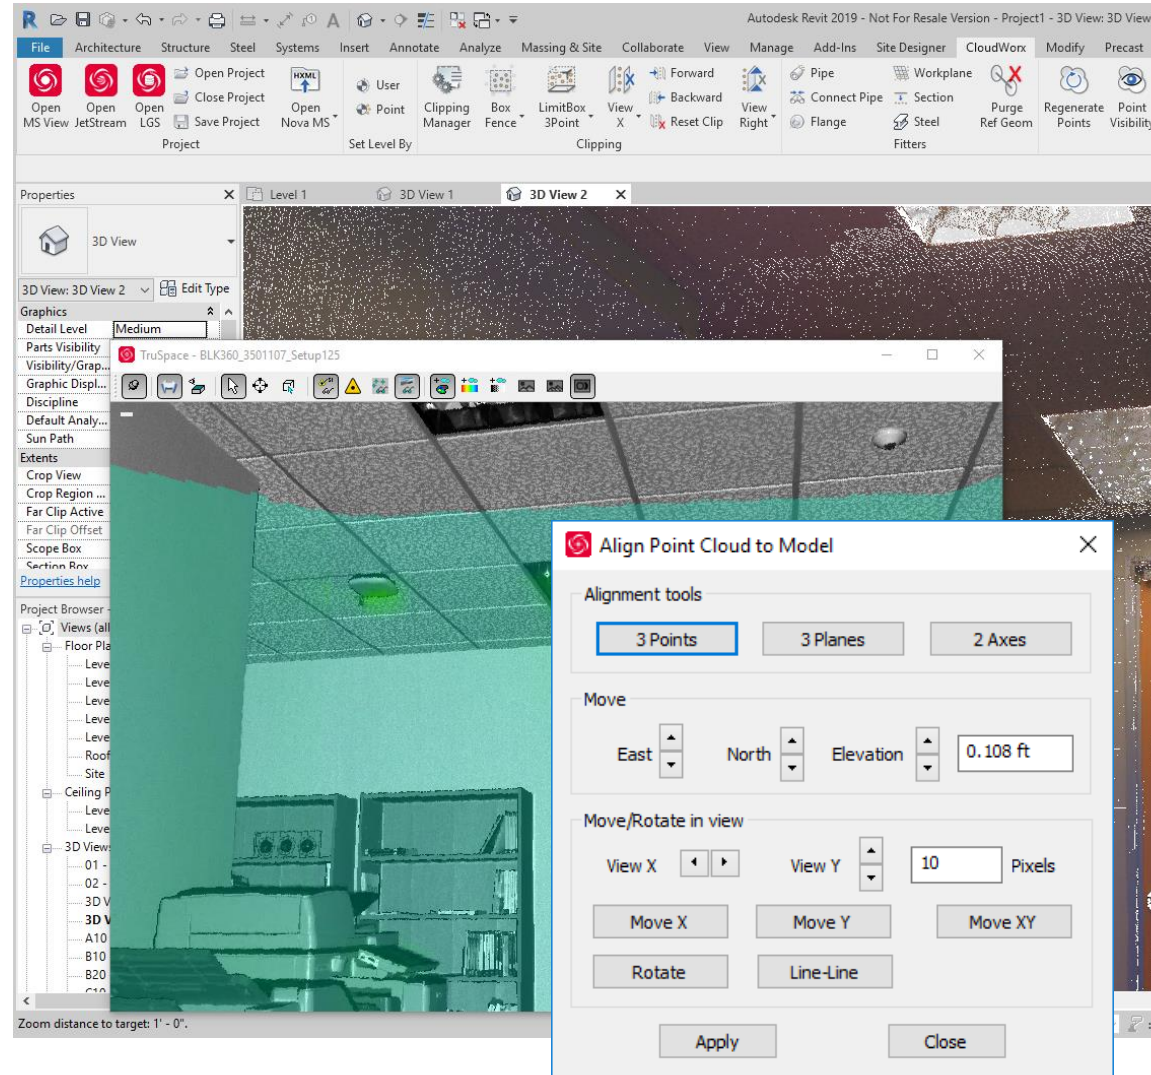 Autodesk Revit 2019 - Not For Resale Version - Project1 - 3D View: 3D View
File Architecture Structure Steel Systems Insert Annotate Analyze Massing & Site Collaborate View Manage Add-Ins Site Designer CloudWorx Modify Precast
Open MS View
Open JetStream
Open LGS
Open Project
Close Project
Save Project
HXML
Open Nova MS
Project
User
Point
Set Level By
Clipping Manager
Box Fence
LimitBox 3Point
View X
Forward
Backward
Reset Clip
View Right
Clipping
Pipe
Connect Pipe
Flange
Workplane
Section
Steel
Fitters
Purge Ref Geom
Regenerate Points
Point Visibility
Properties X
Level 1 3D View 1 3D View 2 X
3D View
3D View: 3D View 2 Edit Type
Graphics
Detail Level Medium
Parts Visibility
Visibility/Grap...
Graphic Displ...
Discipline
Default Analy...
Sun Path
Extents
Crop View
Crop Region ...
Far Clip Active
Far Clip Offset
Scope Box
Section Box
Properties help
Project Browser -
Views (all
Floor Pla
Leve
Leve
Leve
Leve
Leve
Roof
Site
Ceiling P
Leve
Leve
3D Views
01 -
02 -
3D V
3D V
A10
B10
B20
C10
Zoom distance to target: 1' - 0".
TruSpace - BLK360_3501107_Setup125
Align Point Cloud to Model
Alignment tools
3 Points 3 Planes 2 Axes
Move
East North Elevation 0.108 ft
Move/Rotate in view
View X View Y 10 Pixels
Move X Move Y Move XY
Rotate Line-Line
Apply Close